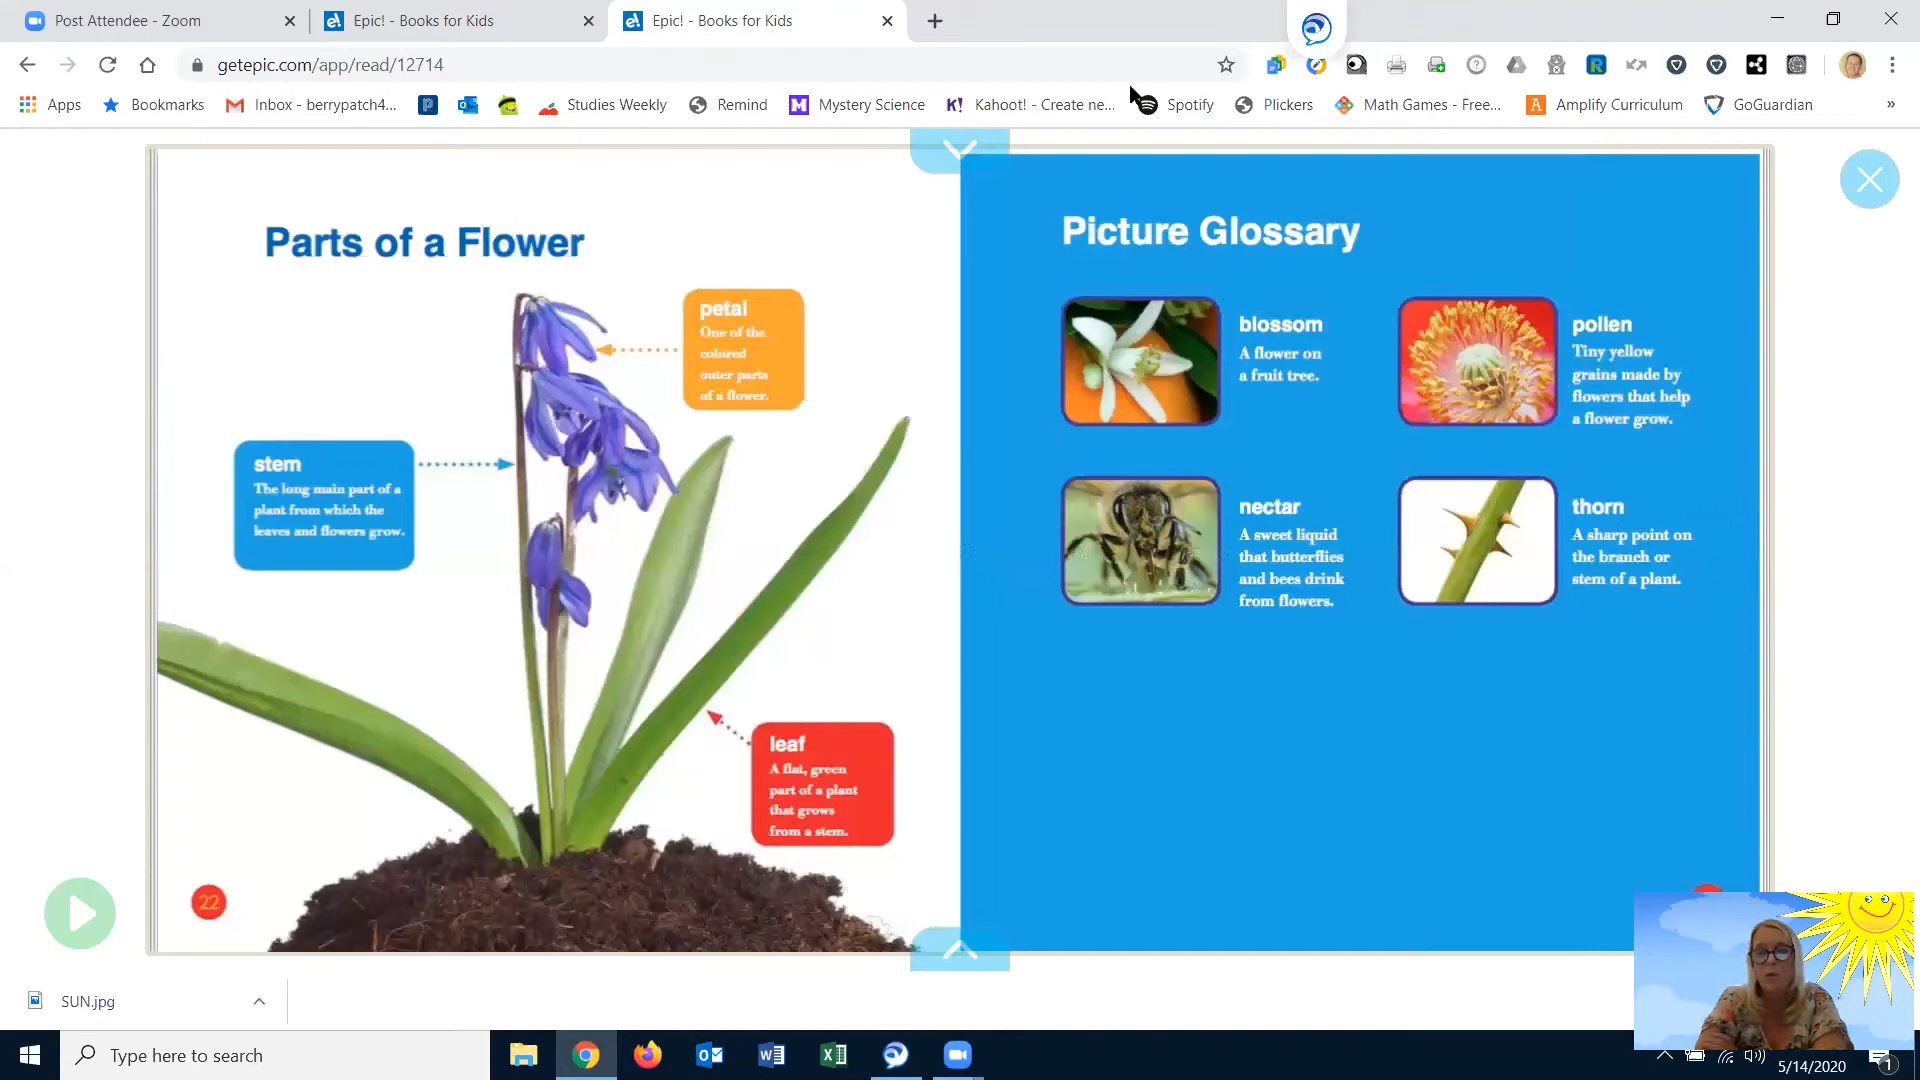 Post Attendee - Zoom
Epic! - Books for Kids
Epic! - Books for Kids
getepic.com/app/read/12714
Apps
Bookmarks
Inbox - berrypatch4...
Studies Weekly
Remind
Mystery Science
Kahoot! - Create ne...
Spotify
Plickers
Math Games - Free...
Amplify Curriculum
GoGuardian
»
Parts of a Flower
petal
One of the
colored
outer parts
of a flower.
stem
The long main part of a
plant from which the
leaves and flowers grow.
leaf
A flat, green
part of a plant
that grows
from a stem.
22
Picture Glossary
blossom
A flower on
a fruit tree.
pollen
Tiny yellow
grains made by
flowers that help
a flower grow.
nectar
A sweet liquid
that butterflies
and bees drink
from flowers.
thorn
A sharp point on
the branch or
stem of a plant.
SUN.jpg
Type here to search
5/14/2020
1